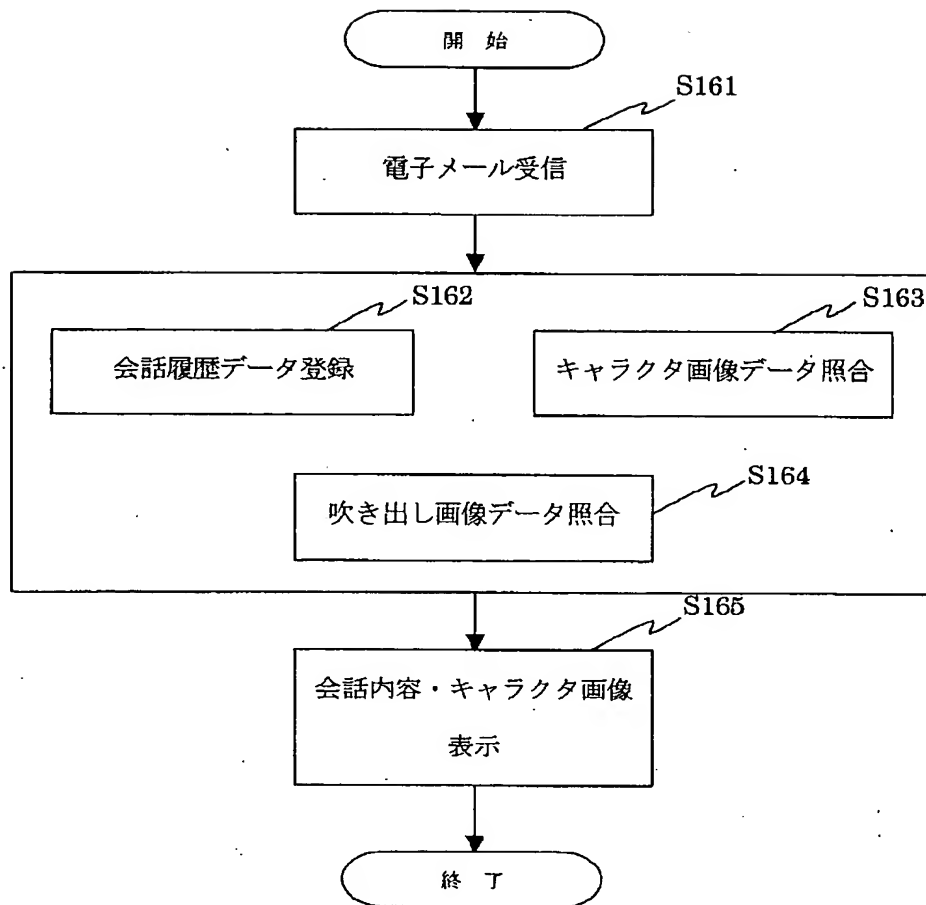 開 始
S161
電子メール受信
S162
S163
会話履歴データ登録
キャラクタ画像データ照合
S164
吹き出し画像データ照合
S165
会話内容・キャラクタ画像
表示
終 了